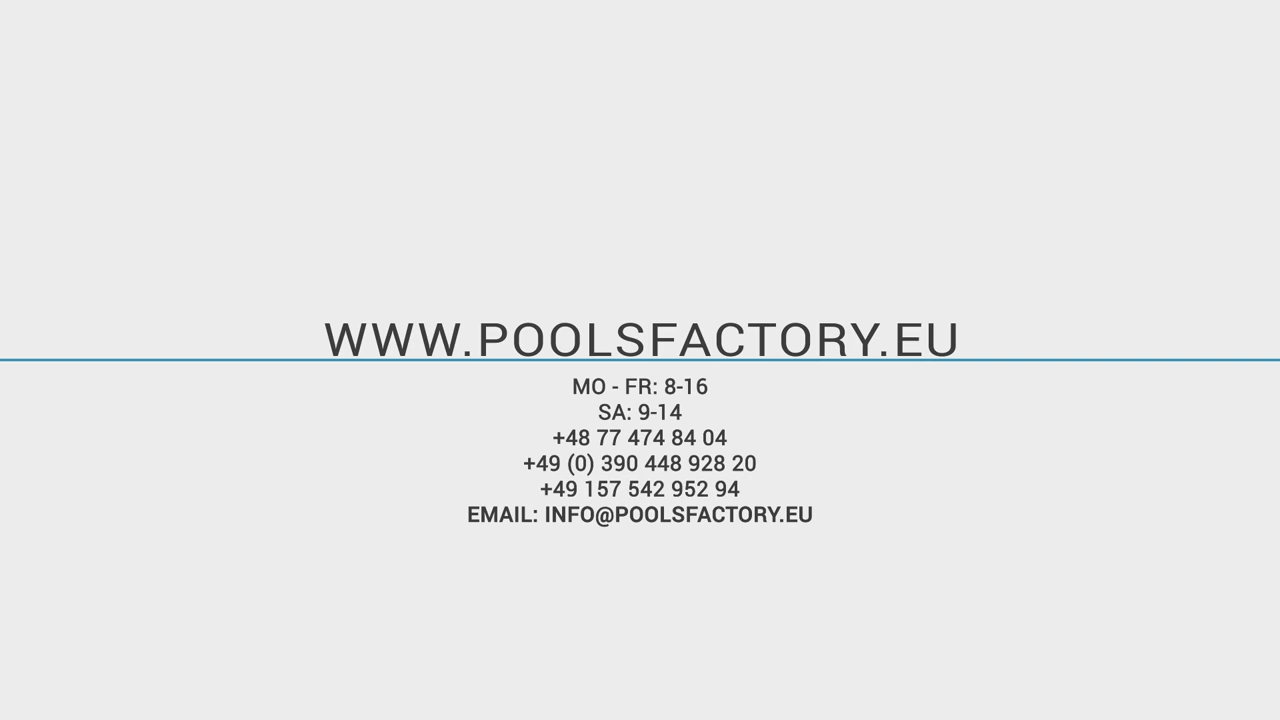 WWW.POOLSFACTORY.EU
MO - FR: 8-16
SA: 9-14
+48 77 474 84 04
+49 (0) 390 448 928 20
+49 157 542 952 94
EMAIL: INFO@POOLSFACTORY.EU